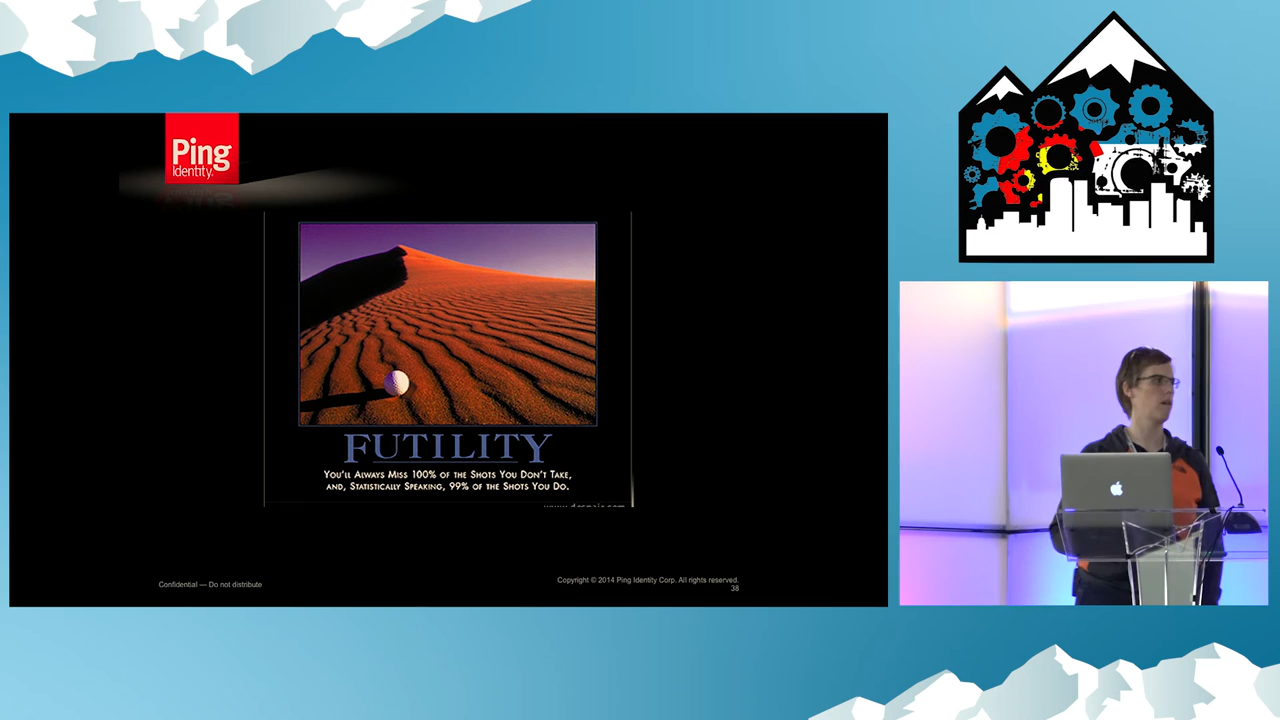 Ping
Identity.
FUTILITY
YOU'LL ALWAYS MISS 100% OF THE SHOTS YOU DON'T TAKE,
AND, STATISTICALLY SPEAKING, 99% OF THE SHOTS YOU DO.
Confidential — Do not distribute
Copyright © 2014 Ping Identity Corp. All rights reserved.
38